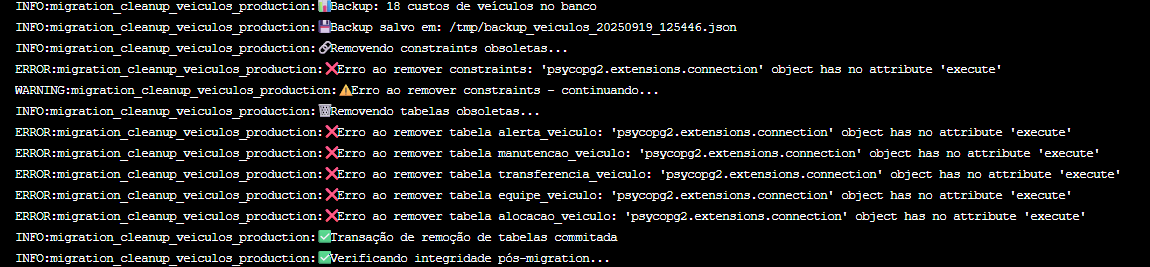 INFO:migration_cleanup_veiculos_production:📊Backup: 18 custos de veículos no banco
INFO:migration_cleanup_veiculos_production:💾Backup salvo em: /tmp/backup_veiculos_20250919_125446.json
INFO:migration_cleanup_veiculos_production:🔗Removendo constraints obsoletas...
ERROR:migration_cleanup_veiculos_production:❌Erro ao remover constraints: 'psycopg2.extensions.connection' object has no attribute 'execute'
WARNING:migration_cleanup_veiculos_production:⚠️Erro ao remover constraints - continuando...
INFO:migration_cleanup_veiculos_production:🗑️Removendo tabelas obsoletas...
ERROR:migration_cleanup_veiculos_production:❌Erro ao remover tabela alerta_veiculo: 'psycopg2.extensions.connection' object has no attribute 'execute'
ERROR:migration_cleanup_veiculos_production:❌Erro ao remover tabela manutencao_veiculo: 'psycopg2.extensions.connection' object has no attribute 'execute'
ERROR:migration_cleanup_veiculos_production:❌Erro ao remover tabela transferencia_veiculo: 'psycopg2.extensions.connection' object has no attribute 'execute'
ERROR:migration_cleanup_veiculos_production:❌Erro ao remover tabela equipe_veiculo: 'psycopg2.extensions.connection' object has no attribute 'execute'
ERROR:migration_cleanup_veiculos_production:❌Erro ao remover tabela alocacao_veiculo: 'psycopg2.extensions.connection' object has no attribute 'execute'
INFO:migration_cleanup_veiculos_production:✅Transação de remoção de tabelas commitada
INFO:migration_cleanup_veiculos_production:✅Verificando integridade pós-migration...